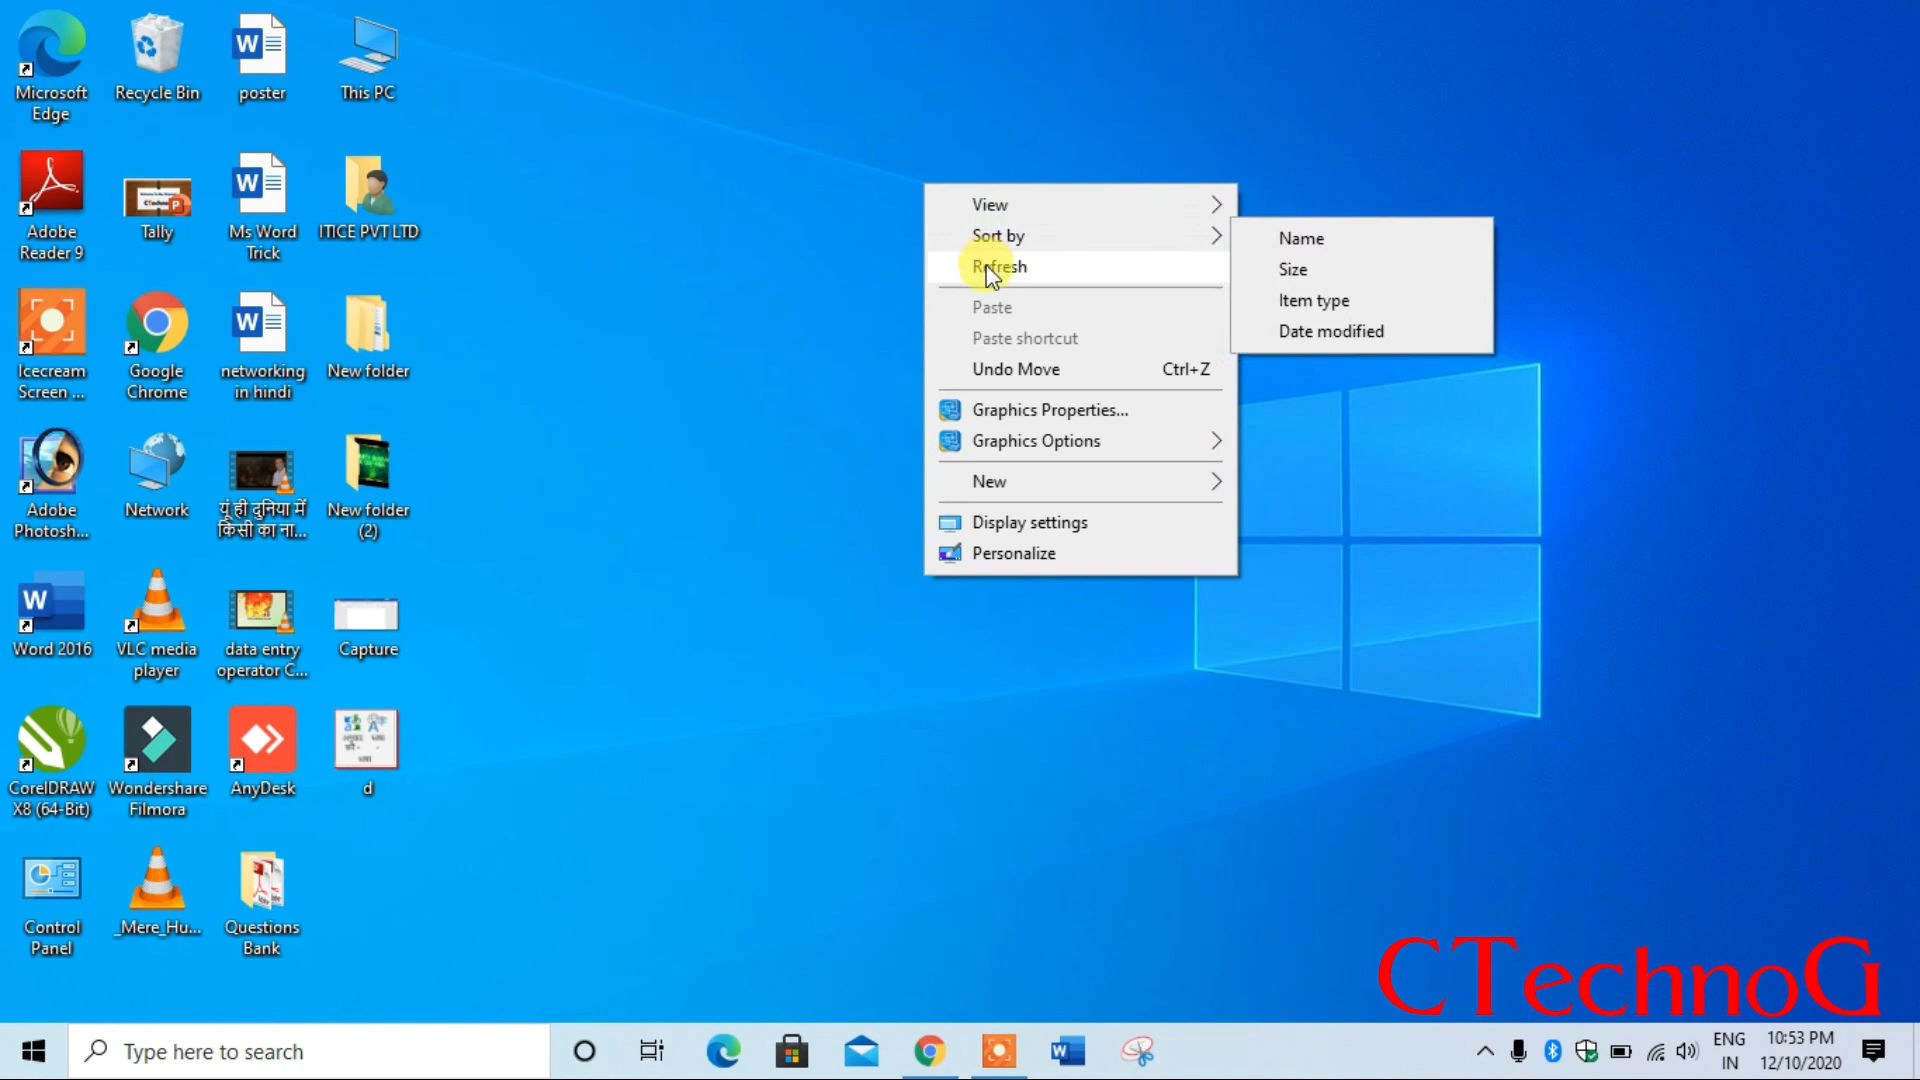 Microsoft
Edge
Recycle Bin
poster
This PC
Adobe
Reader 9
Tally
Ms Word
Trick
ITICE PVT LTD
Icecream
Screen ...
Google
Chrome
networking
in hindi
New folder
Adobe
Photosh...
Network
यूं ही दुनिया में
किसी का ना...
New folder
(2)
Word 2016
VLC media
player
data entry
operator C...
Capture
CorelDRAW
X8 (64-Bit)
Wondershare
Filmora
AnyDesk
d
Control
Panel
_Mere_Hu...
Questions
Bank
View
Sort by
Refresh
Paste
Paste shortcut
Undo Move Ctrl+Z
Graphics Properties...
Graphics Options
New
Display settings
Personalize
Name
Size
Item type
Date modified
CTechnoG
Type here to search
ENG
IN
10:53 PM
12/10/2020